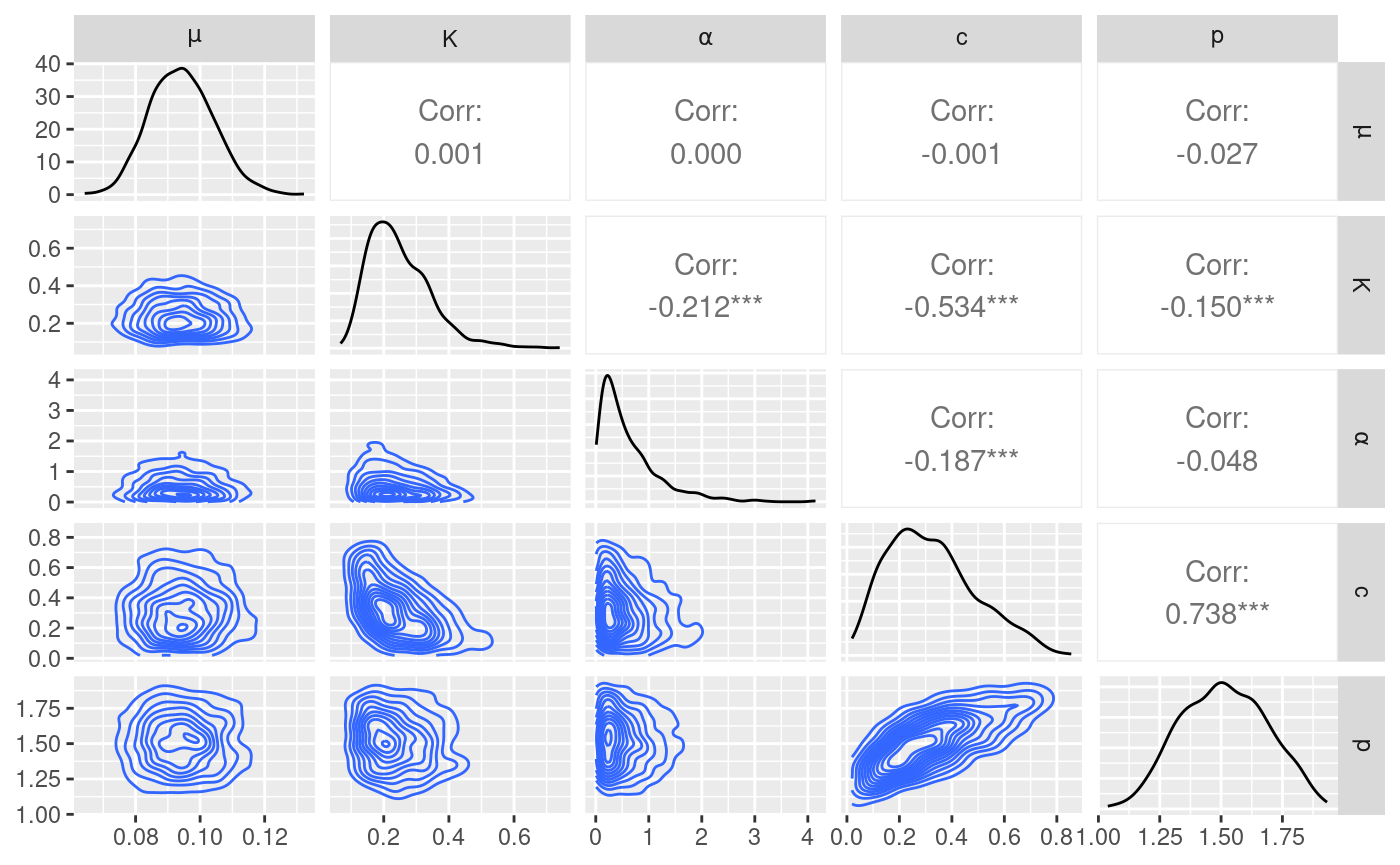 μ K α c p
40
30
20
10
0
Corr:
0.001
Corr:
0.000
Corr:
-0.001
Corr:
-0.027
μ
0.6
0.4
0.2
Corr:
-0.212***
Corr:
-0.534***
Corr:
-0.150***
K
4
3
2
1
0
Corr:
-0.187***
Corr:
-0.048
α
0.8
0.6
0.4
0.2
0.0
Corr:
0.738***
c
1.75
1.50
1.25
1.00
p
0.08 0.10 0.12 0.2 0.4 0.6 0 1 2 3 4 0.0 0.2 0.4 0.6 0.8 1.00 1.25 1.50 1.75